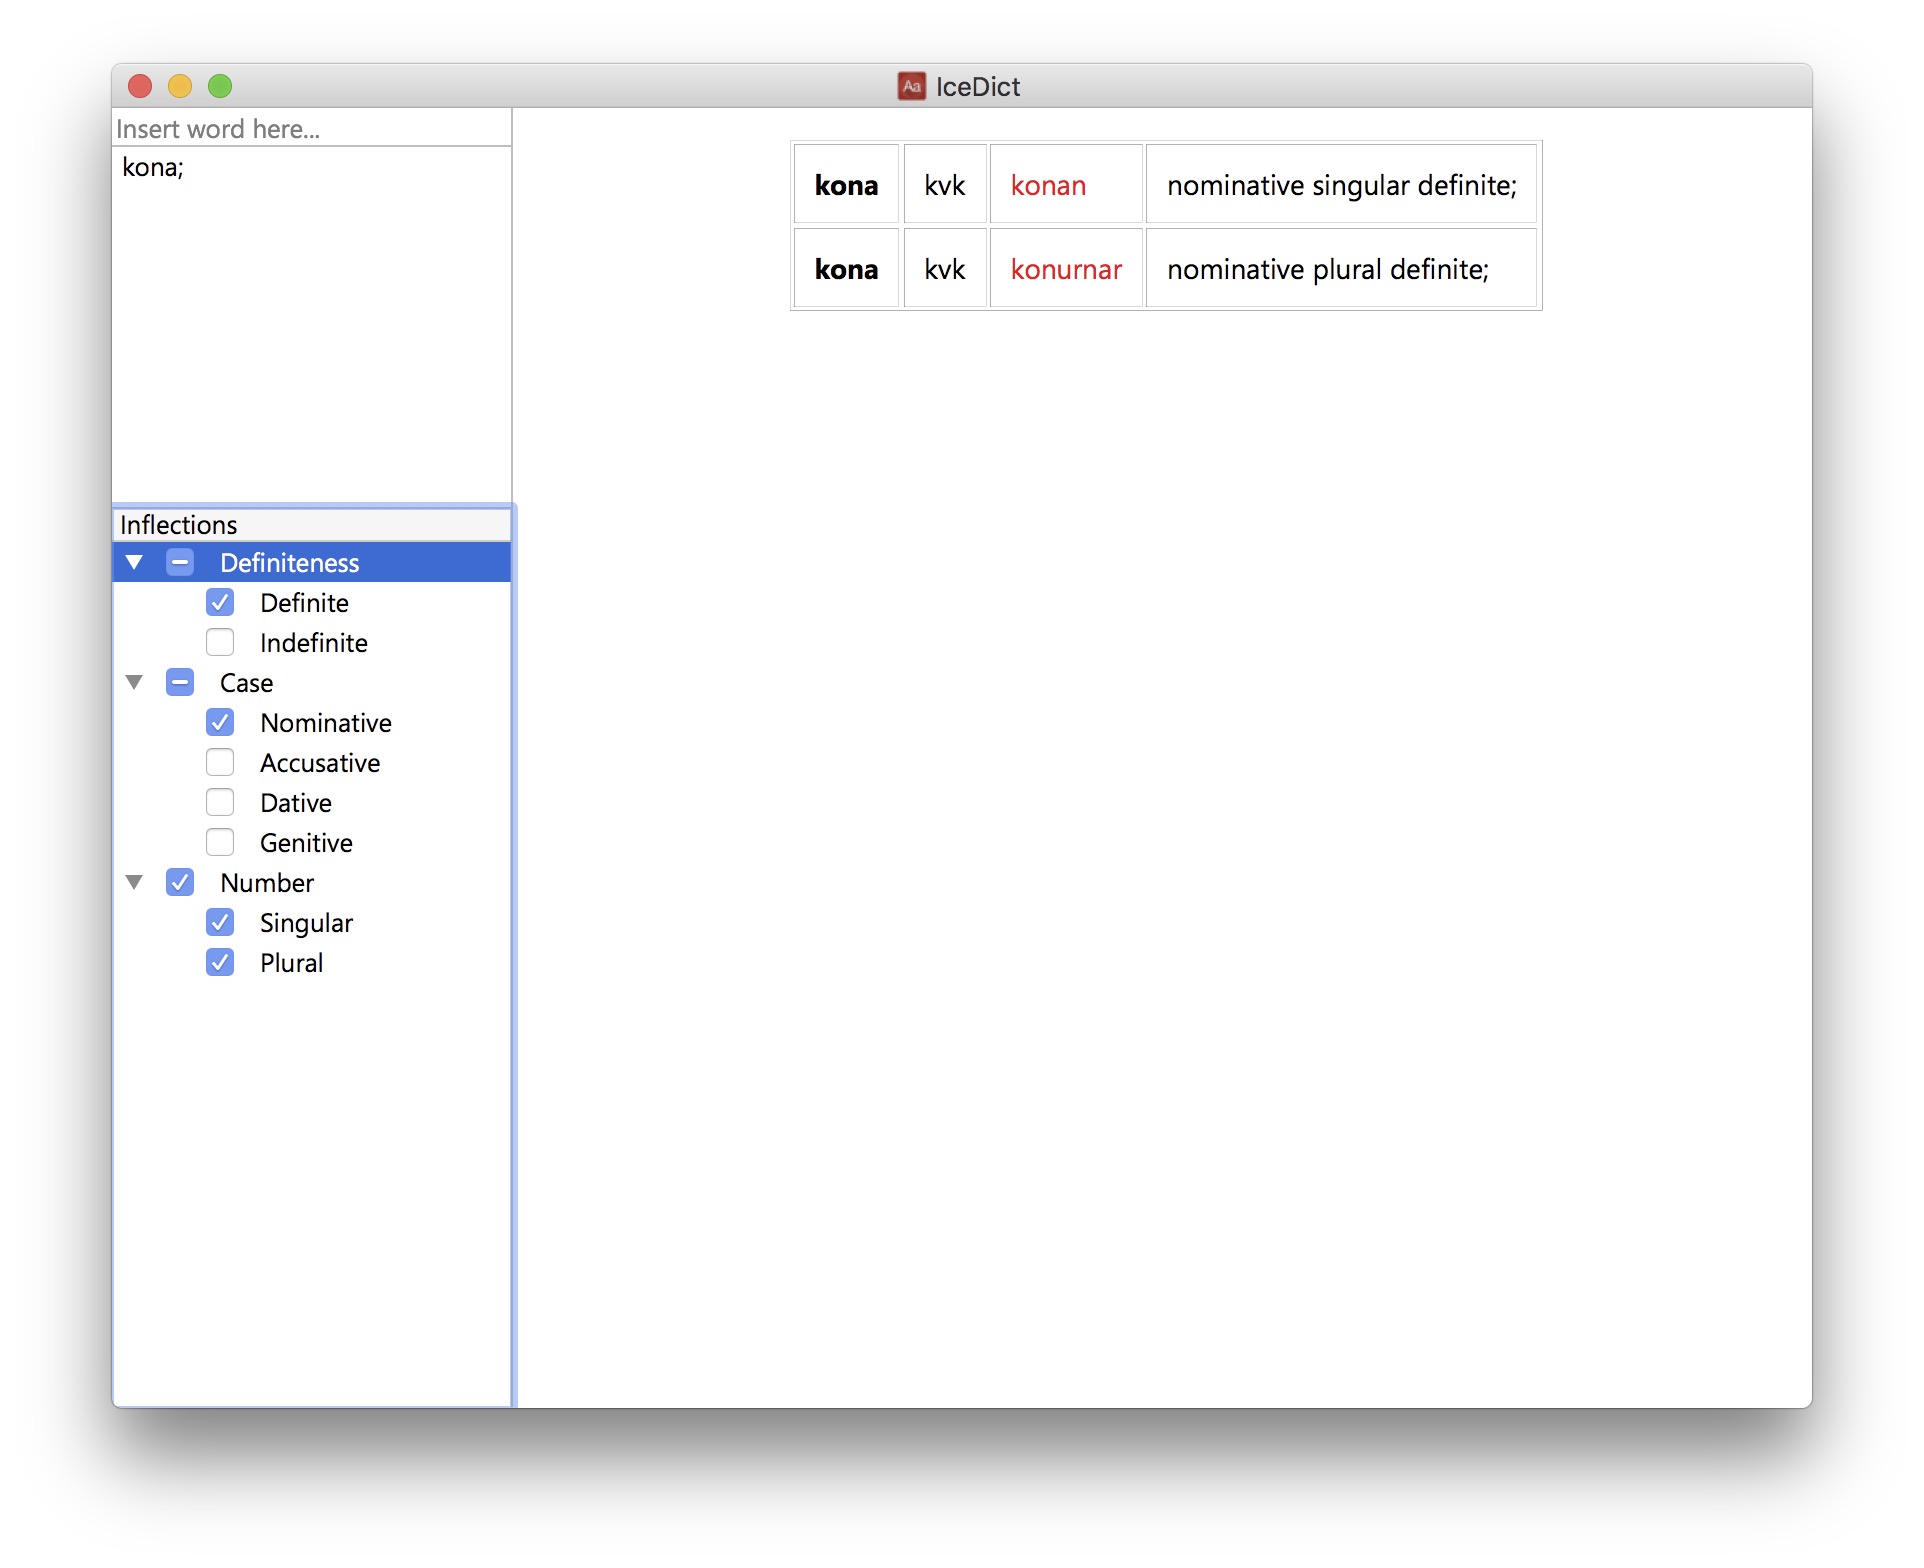 Aa IceDict
Insert word here...
kona;
kona kvk konan nominative singular definite;
kona kvk konurnar nominative plural definite;
Inflections
Definiteness
Definite
Indefinite
Case
Nominative
Accusative
Dative
Genitive
Number
Singular
Plural